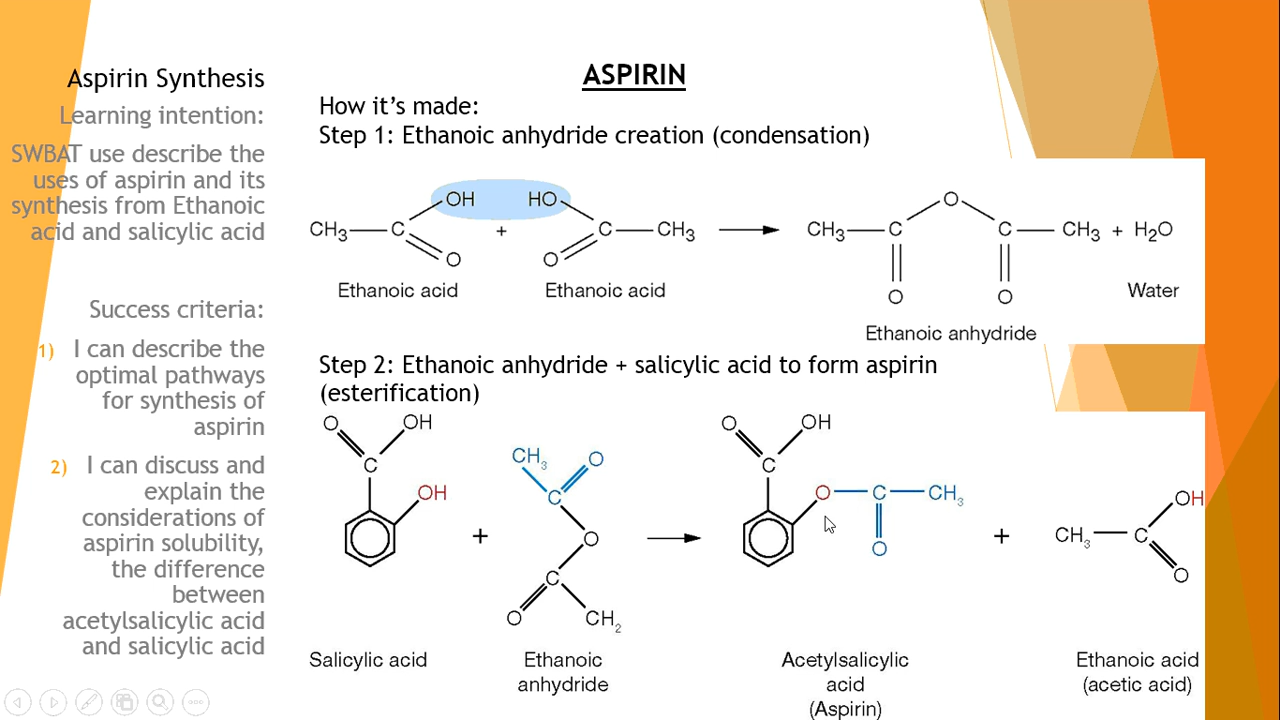 Aspirin Synthesis
Learning intention:
SWBAT use describe the
uses of aspirin and its
synthesis from Ethanoic
acid and salicylic acid
Success criteria:
1) I can describe the
optimal pathways
for synthesis of
aspirin
2) I can discuss and
explain the
considerations of
aspirin solubility,
the difference
between
acetylsalicylic acid
and salicylic acid
ASPIRIN
How it's made:
Step 1: Ethanoic anhydride creation (condensation)
OH HO O
CH₃ C + C CH₃ CH₃ C C CH₃ + H₂O
O O O O
Ethanoic acid Ethanoic acid Ethanoic anhydride Water
Step 2: Ethanoic anhydride + salicylic acid to form aspirin
(esterification)
O OH O OH
C CH₃ O C
OH C O C CH₃ OH
+ O + CH₃ C
C O O
O CH₂
Salicylic acid Ethanoic Acetylsalicylic Ethanoic acid
anhydride acid (acetic acid)
(Aspirin)